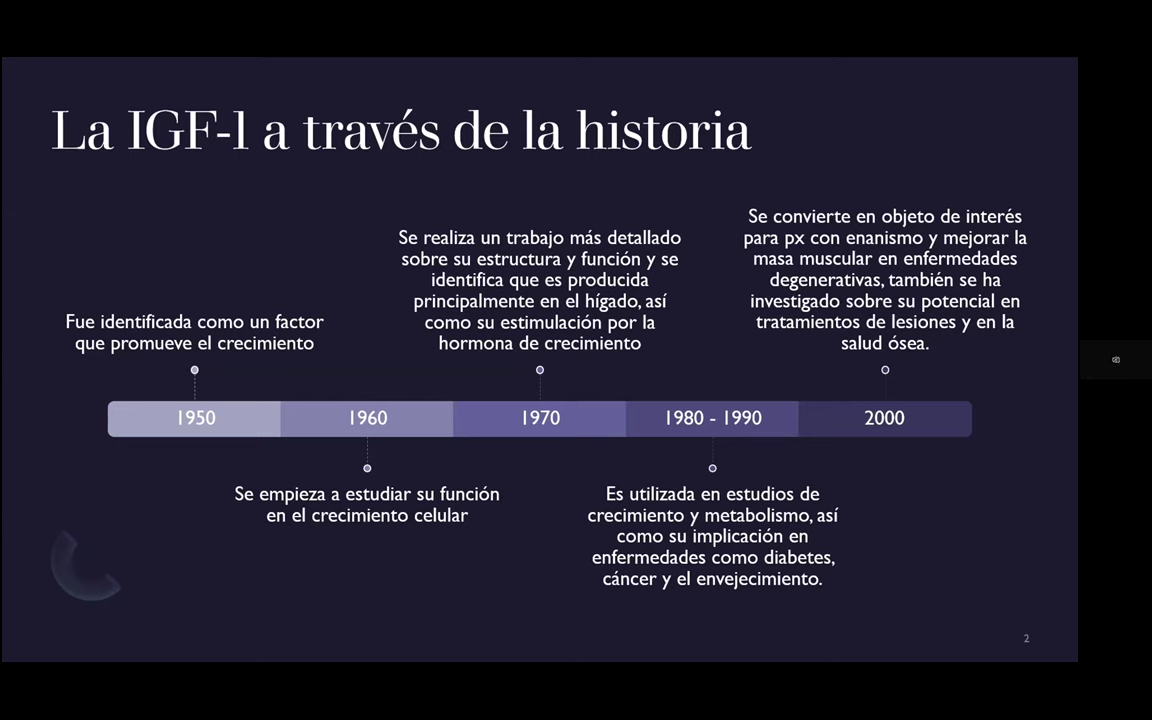 La IGF-1 a través de la historia
Fue identificada como un factor
que promueve el crecimiento
Se realiza un trabajo más detallado
sobre su estructura y función y se
identifica que es producida
principalmente en el hígado, así
como su estimulación por la
hormona de crecimiento
Se convierte en objeto de interés
para px con enanismo y mejorar la
masa muscular en enfermedades
degenerativas, también se ha
investigado sobre su potencial en
tratamientos de lesiones y en la
salud ósea.
1950
1960
1970
1980 - 1990
2000
Se empieza a estudiar su función
en el crecimiento celular
Es utilizada en estudios de
crecimiento y metabolismo, así
como su implicación en
enfermedades como diabetes,
cáncer y el envejecimiento.
2